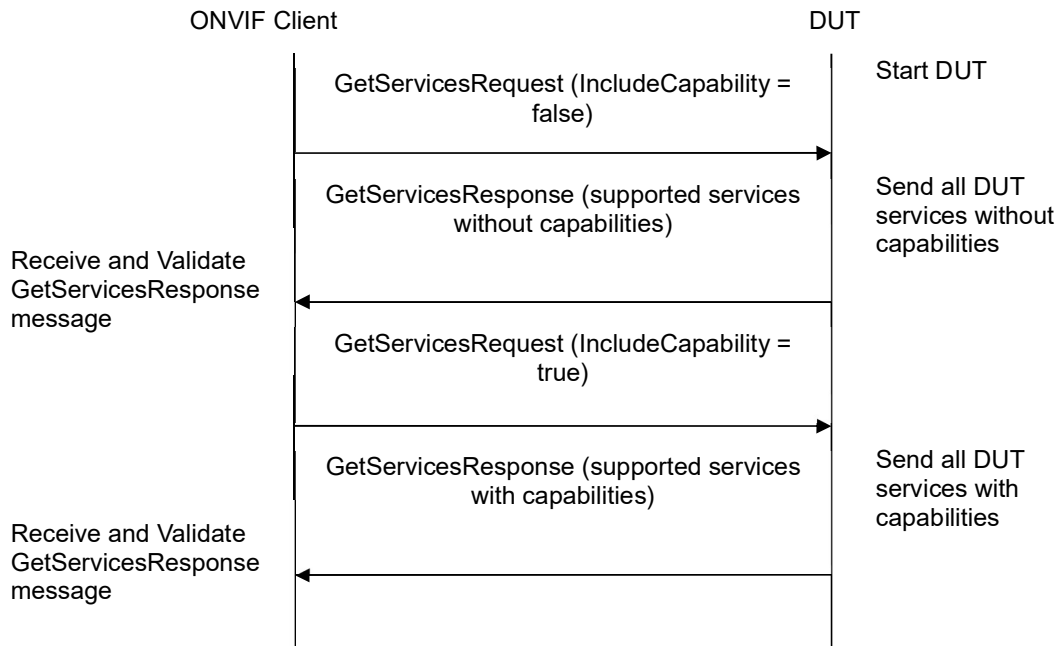 ONVIF Client
DUT
Start DUT
GetServicesRequest (IncludeCapability =
false)
GetServicesResponse (supported services
without capabilities)
Send all DUT
services without
capabilities
Receive and Validate
GetServicesResponse
message
GetServicesRequest (IncludeCapability =
true)
GetServicesResponse (supported services
with capabilities)
Send all DUT
services with
capabilities
Receive and Validate
GetServicesResponse
message